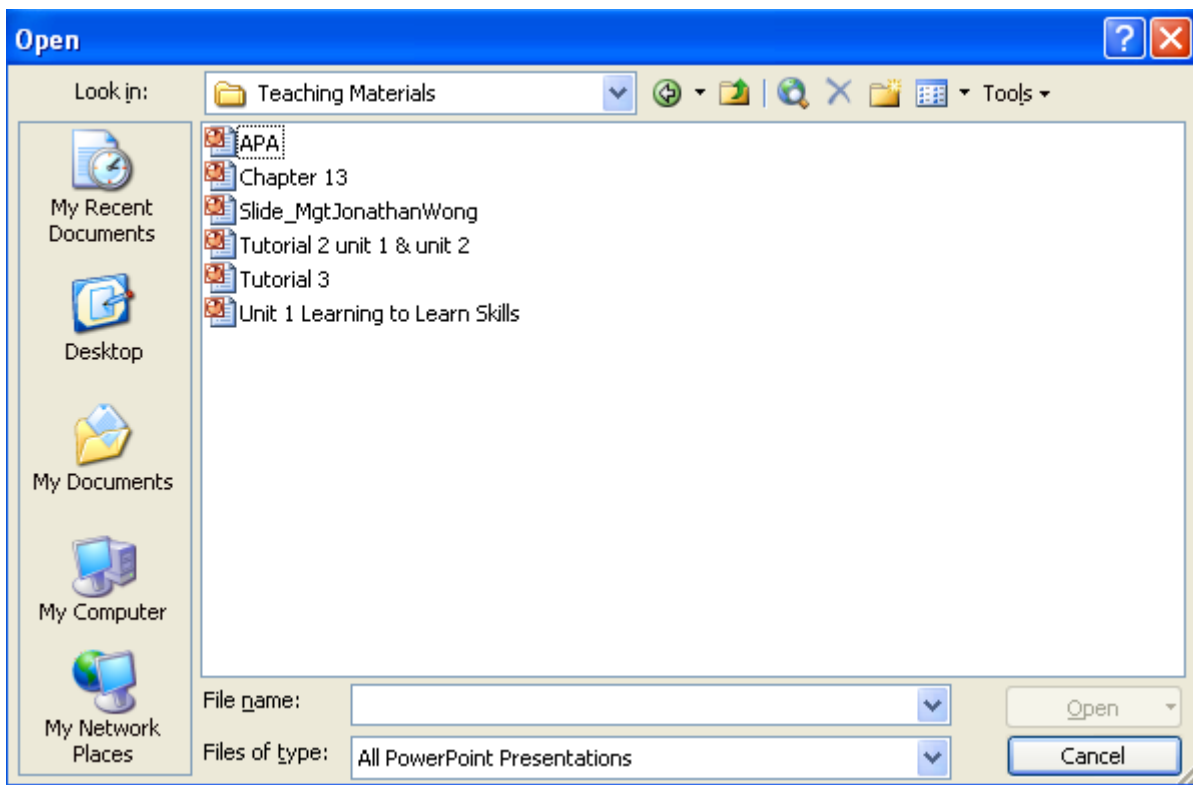 Open
Look in:
Teaching Materials
Tools
APA
Chapter 13
Slide_MgtJonathanWong
Tutorial 2 unit 1 & unit 2
Tutorial 3
Unit 1 Learning to Learn Skills
My Recent
Documents
Desktop
My Documents
My Computer
My Network
Places
File name:
Open
Files of type:
All PowerPoint Presentations
Cancel